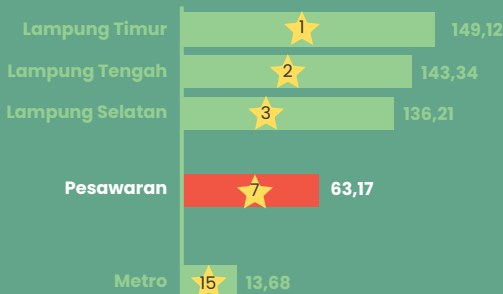 Lampung Timur 1 149,12
Lampung Tengah 2 143,34
Lampung Selatan 3 136,21
Pesawaran 7 63,17
Metro 15 13,68